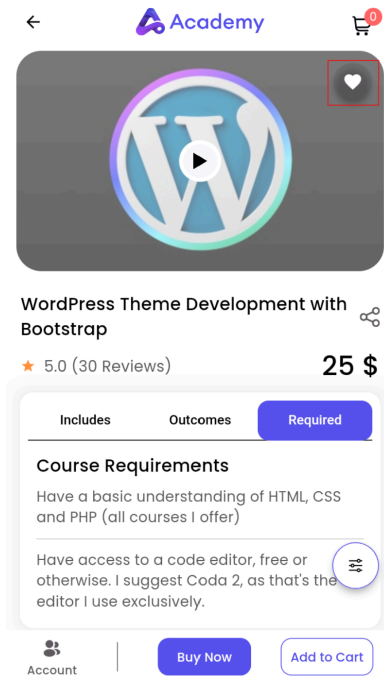 Academy
0
WordPress Theme Development with
Bootstrap
5.0 (30 Reviews)
25 $
Includes
Outcomes
Required
Course Requirements
Have a basic understanding of HTML, CSS
and PHP (all courses I offer)
Have access to a code editor, free or
otherwise. I suggest Coda 2, as that's the
editor I use exclusively.
Account
Buy Now
Add to Cart